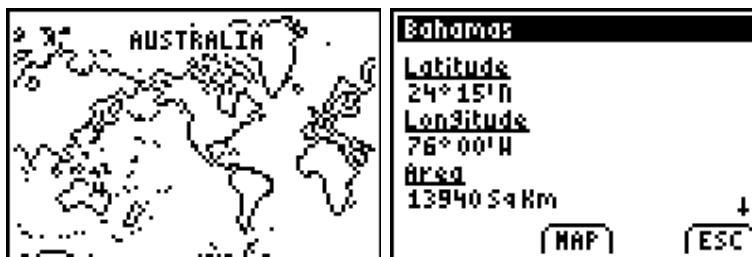 AUSTRALIA
Bahamas
Latitude
24° 15' N
Longitude
76° 00' W
Area
13940 Sq Km
MAP ESC